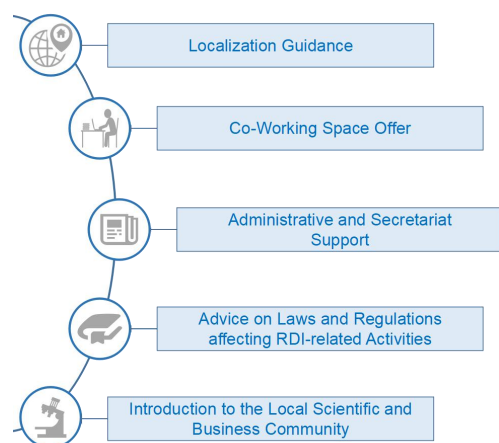 Localization Guidance
Co-Working Space Offer
Administrative and Secretariat
Support
Advice on Laws and Regulations
affecting RDI-related Activities
Introduction to the Local Scientific and
Business Community